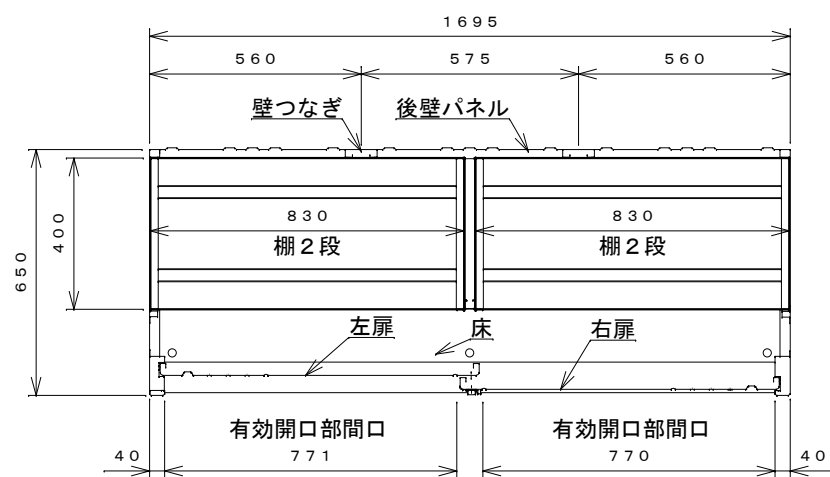 1695
560 575 560
壁つなぎ 後壁パネル
650
400
830 830
棚2段 棚2段
左扉 床 右扉
有効開口部間口 有効開口部間口
40 771 770 40